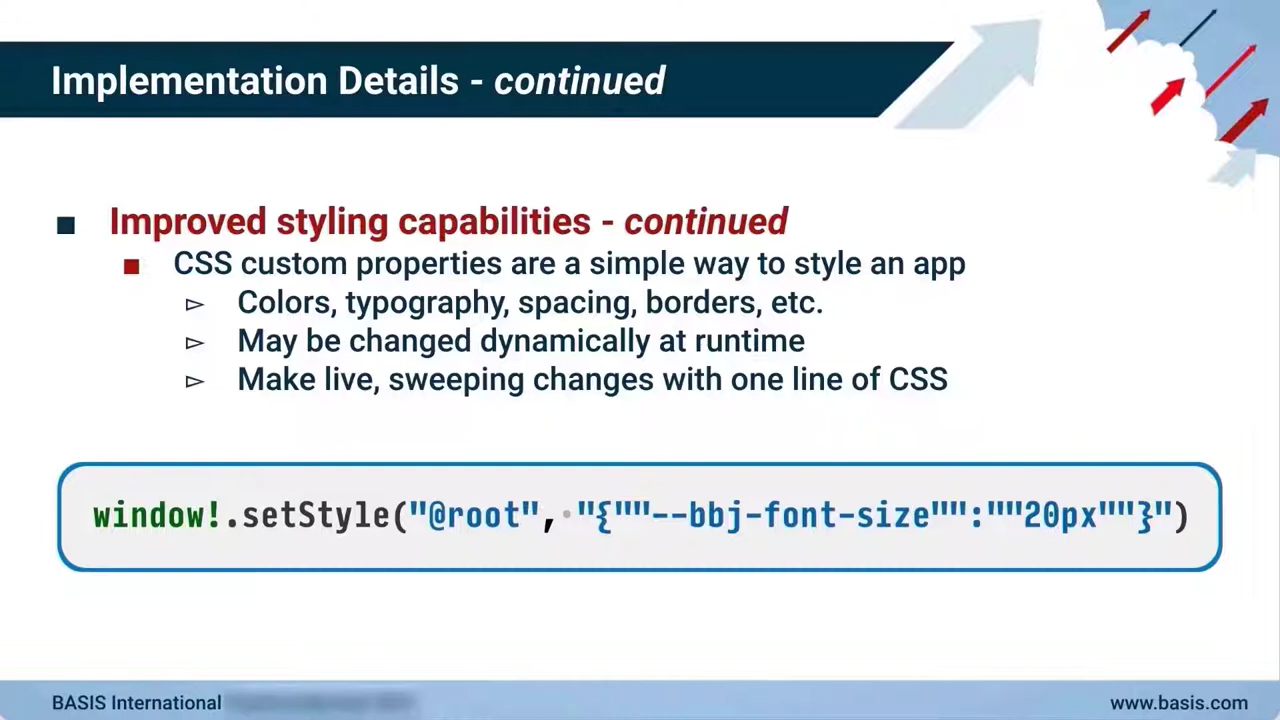 Implementation Details - continued
Improved styling capabilities - continued
CSS custom properties are a simple way to style an app
Colors, typography, spacing, borders, etc.
May be changed dynamically at runtime
Make live, sweeping changes with one line of CSS
window!.setStyle("@root", "{""--bbj-font-size"":""20px""}")
BASIS International
www.basis.com